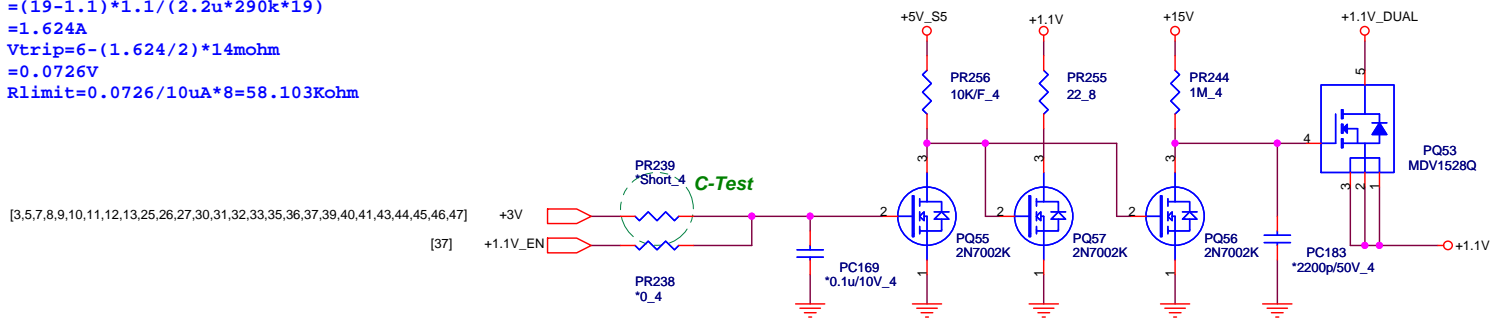 =(19-1.1)*1.1/(2.2u*290k*19)
=1.624A
Vtrip=6-(1.624/2)*14mohm
=0.0726V
Rlimit=0.0726/10uA*8=58.103Kohm
+5V_S5
+1.1V
+15V
+1.1V_DUAL
PR256
10K/F_4
PR255
22_8
PR244
1M_4
5
4
PQ53
MDV1528Q
3
2
1
PR239
*Short_4
C-Test
[3,5,7,8,9,10,11,12,13,25,26,27,30,31,32,33,35,36,37,39,40,41,43,44,45,46,47]
+3V
[37]
+1.1V_EN
PR238
*0_4
PC169
*0.1u/10V_4
3
2
1
PQ55
2N7002K
3
2
1
PQ57
2N7002K
3
2
1
PQ56
2N7002K
PC183
*2200p/50V_4
+1.1V